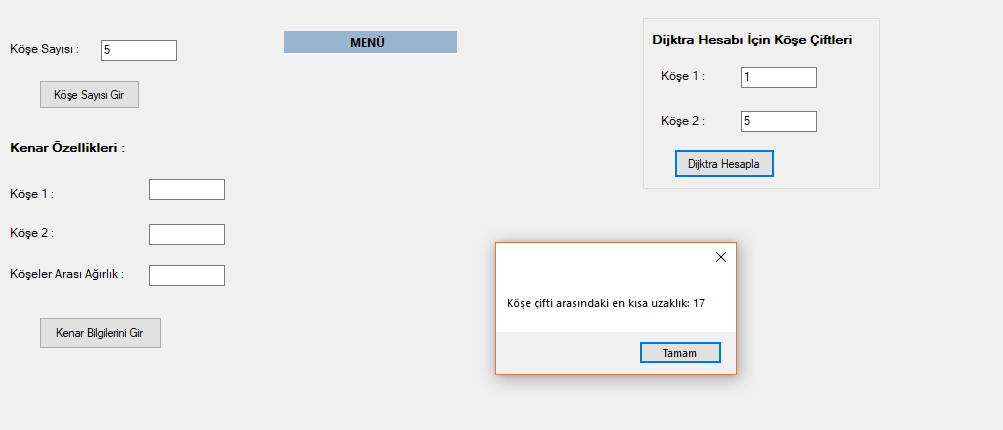 Köşe Sayısı : 5
Köşe Sayısı Gir
Kenar Özellikleri :
Köşe 1 :
Köşe 2 :
Köşeler Arası Ağırlık :
Kenar Bilgilerini Gir
MENÜ
Dijktra Hesabı İçin Köşe Çiftleri
Köşe 1 : 1
Köşe 2 : 5
Dijktra Hesapla
Köşe çifti arasındaki en kısa uzaklık: 17
Tamam